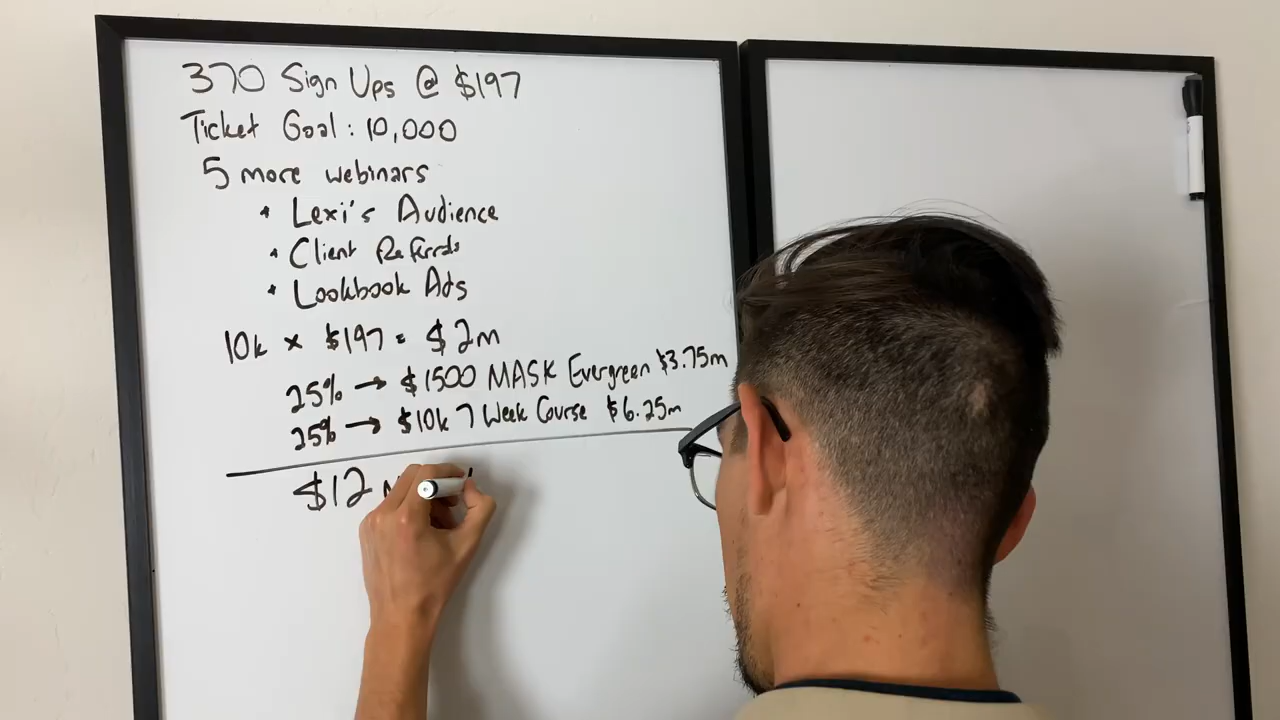 370 Sign Ups @ $197
Ticket Goal: 10,000
5 more webinars
• Lexi's Audience
• Client Referrals
• Lookbook Ads
10k × $197 = $2m
25% → $1500 MASK Evergreen $3.75m
25% → $10k 7 Week Course $6.25m
$12